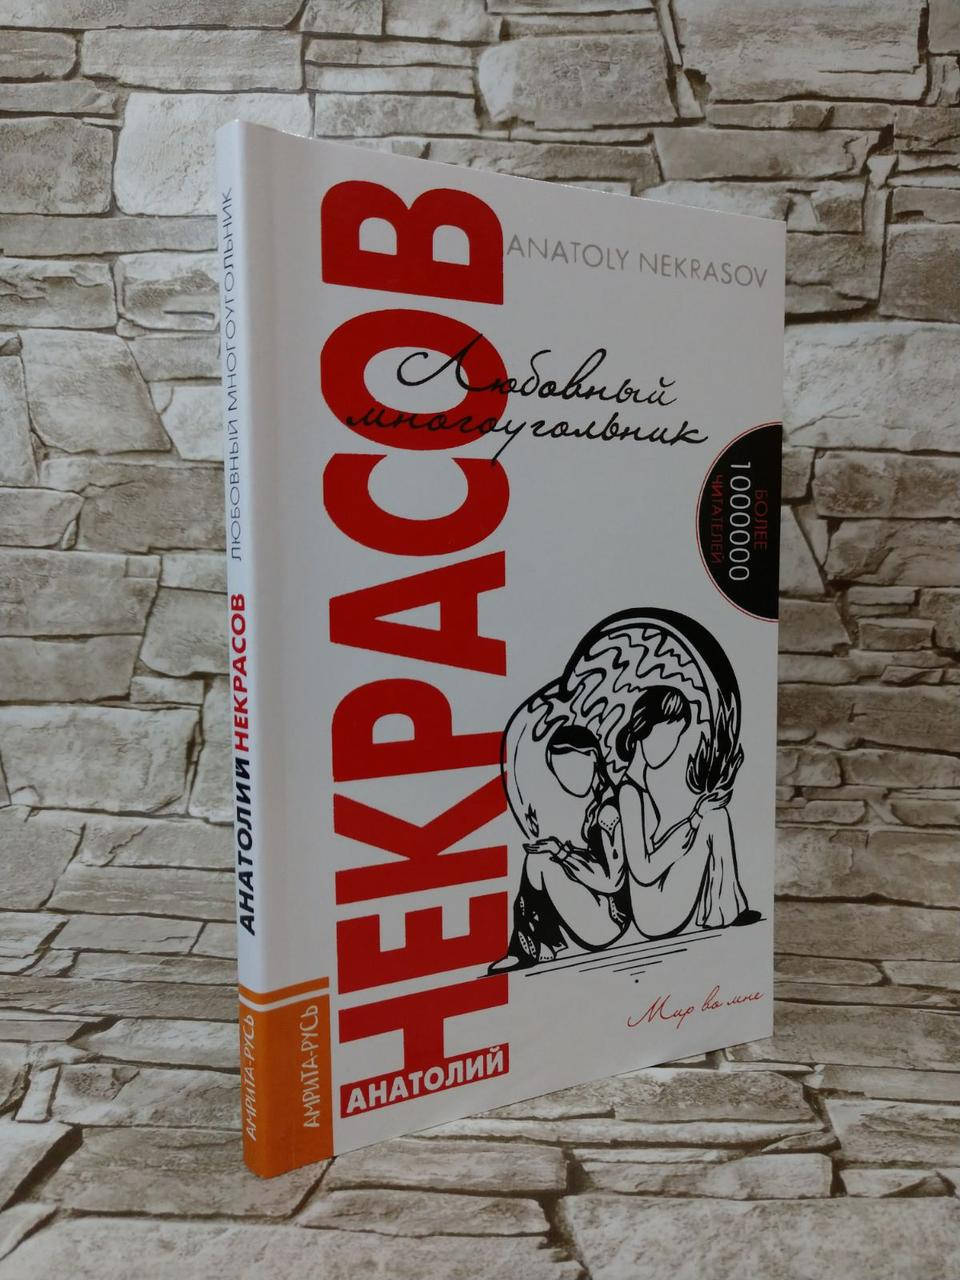 ANATOLY NEKRASOV
Любовный
многоугольник
НЕКРАСОВ
АНАТОЛИЙ
БОЛЕЕ
1000000
ЧИТАТЕЛЕЙ
Мир во мне
АМРИТА-РУСЬ
АНАТОЛИЙ НЕКРАСОВ ЛЮБОВНЫЙ МНОГОУГОЛЬНИК
АМРИТА-РУСЬ